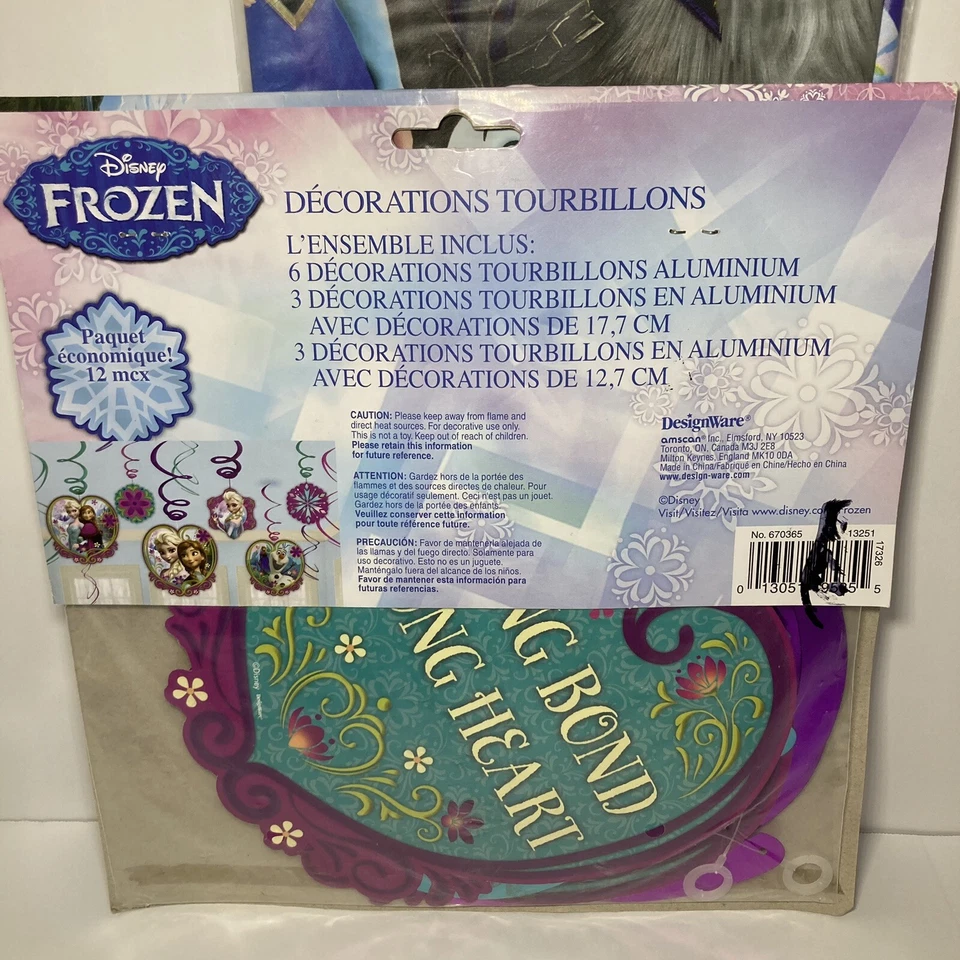 Disney
FROZEN
DÉCORATIONS TOURBILLONS
L'ENSEMBLE INCLUS:
6 DÉCORATIONS TOURBILLONS ALUMINIUM
3 DÉCORATIONS TOURBILLONS EN ALUMINIUM
AVEC DÉCORATIONS DE 17,7 CM
3 DÉCORATIONS TOURBILLONS EN ALUMINIUM
AVEC DÉCORATIONS DE 12,7 CM
Paquet
économique!
12 mcx
CAUTION: Please keep away from flame and
direct heat sources. For decorative use only.
This is not a toy. Keep out of reach of children.
Please retain this information
for future reference.
ATTENTION: Gardez hors de la portée des
flammes et des sources directes de chaleur. Pour
usage décoratif seulement. Ceci n'est pas un jouet.
Gardez hors de la portée des enfants.
Veuillez conserver cette information
pour toute référence future.
PRECAUCIÓN: Favor de mantenerla alejada de
las llamas y del fuego directo. Solamente para
uso decorativo. Esto no es un juguete.
Manténgalo fuera del alcance de los niños.
Favor de mantener esta información para
futuras referencias.
DesignWare®
amscan® Inc., Elmsford, NY 10523
Toronto, ON, Canada M3J 2E8
Milton Keynes, England MK10 0DA
Made in China/Fabriqué en Chine/Hecho en China
www.design-ware.com
©Disney
Visit/Visitez/Visita www.disney.co rozen
No. 670365 13251
17326
0 1305 5
NG BOND
NG HEART
©Disney